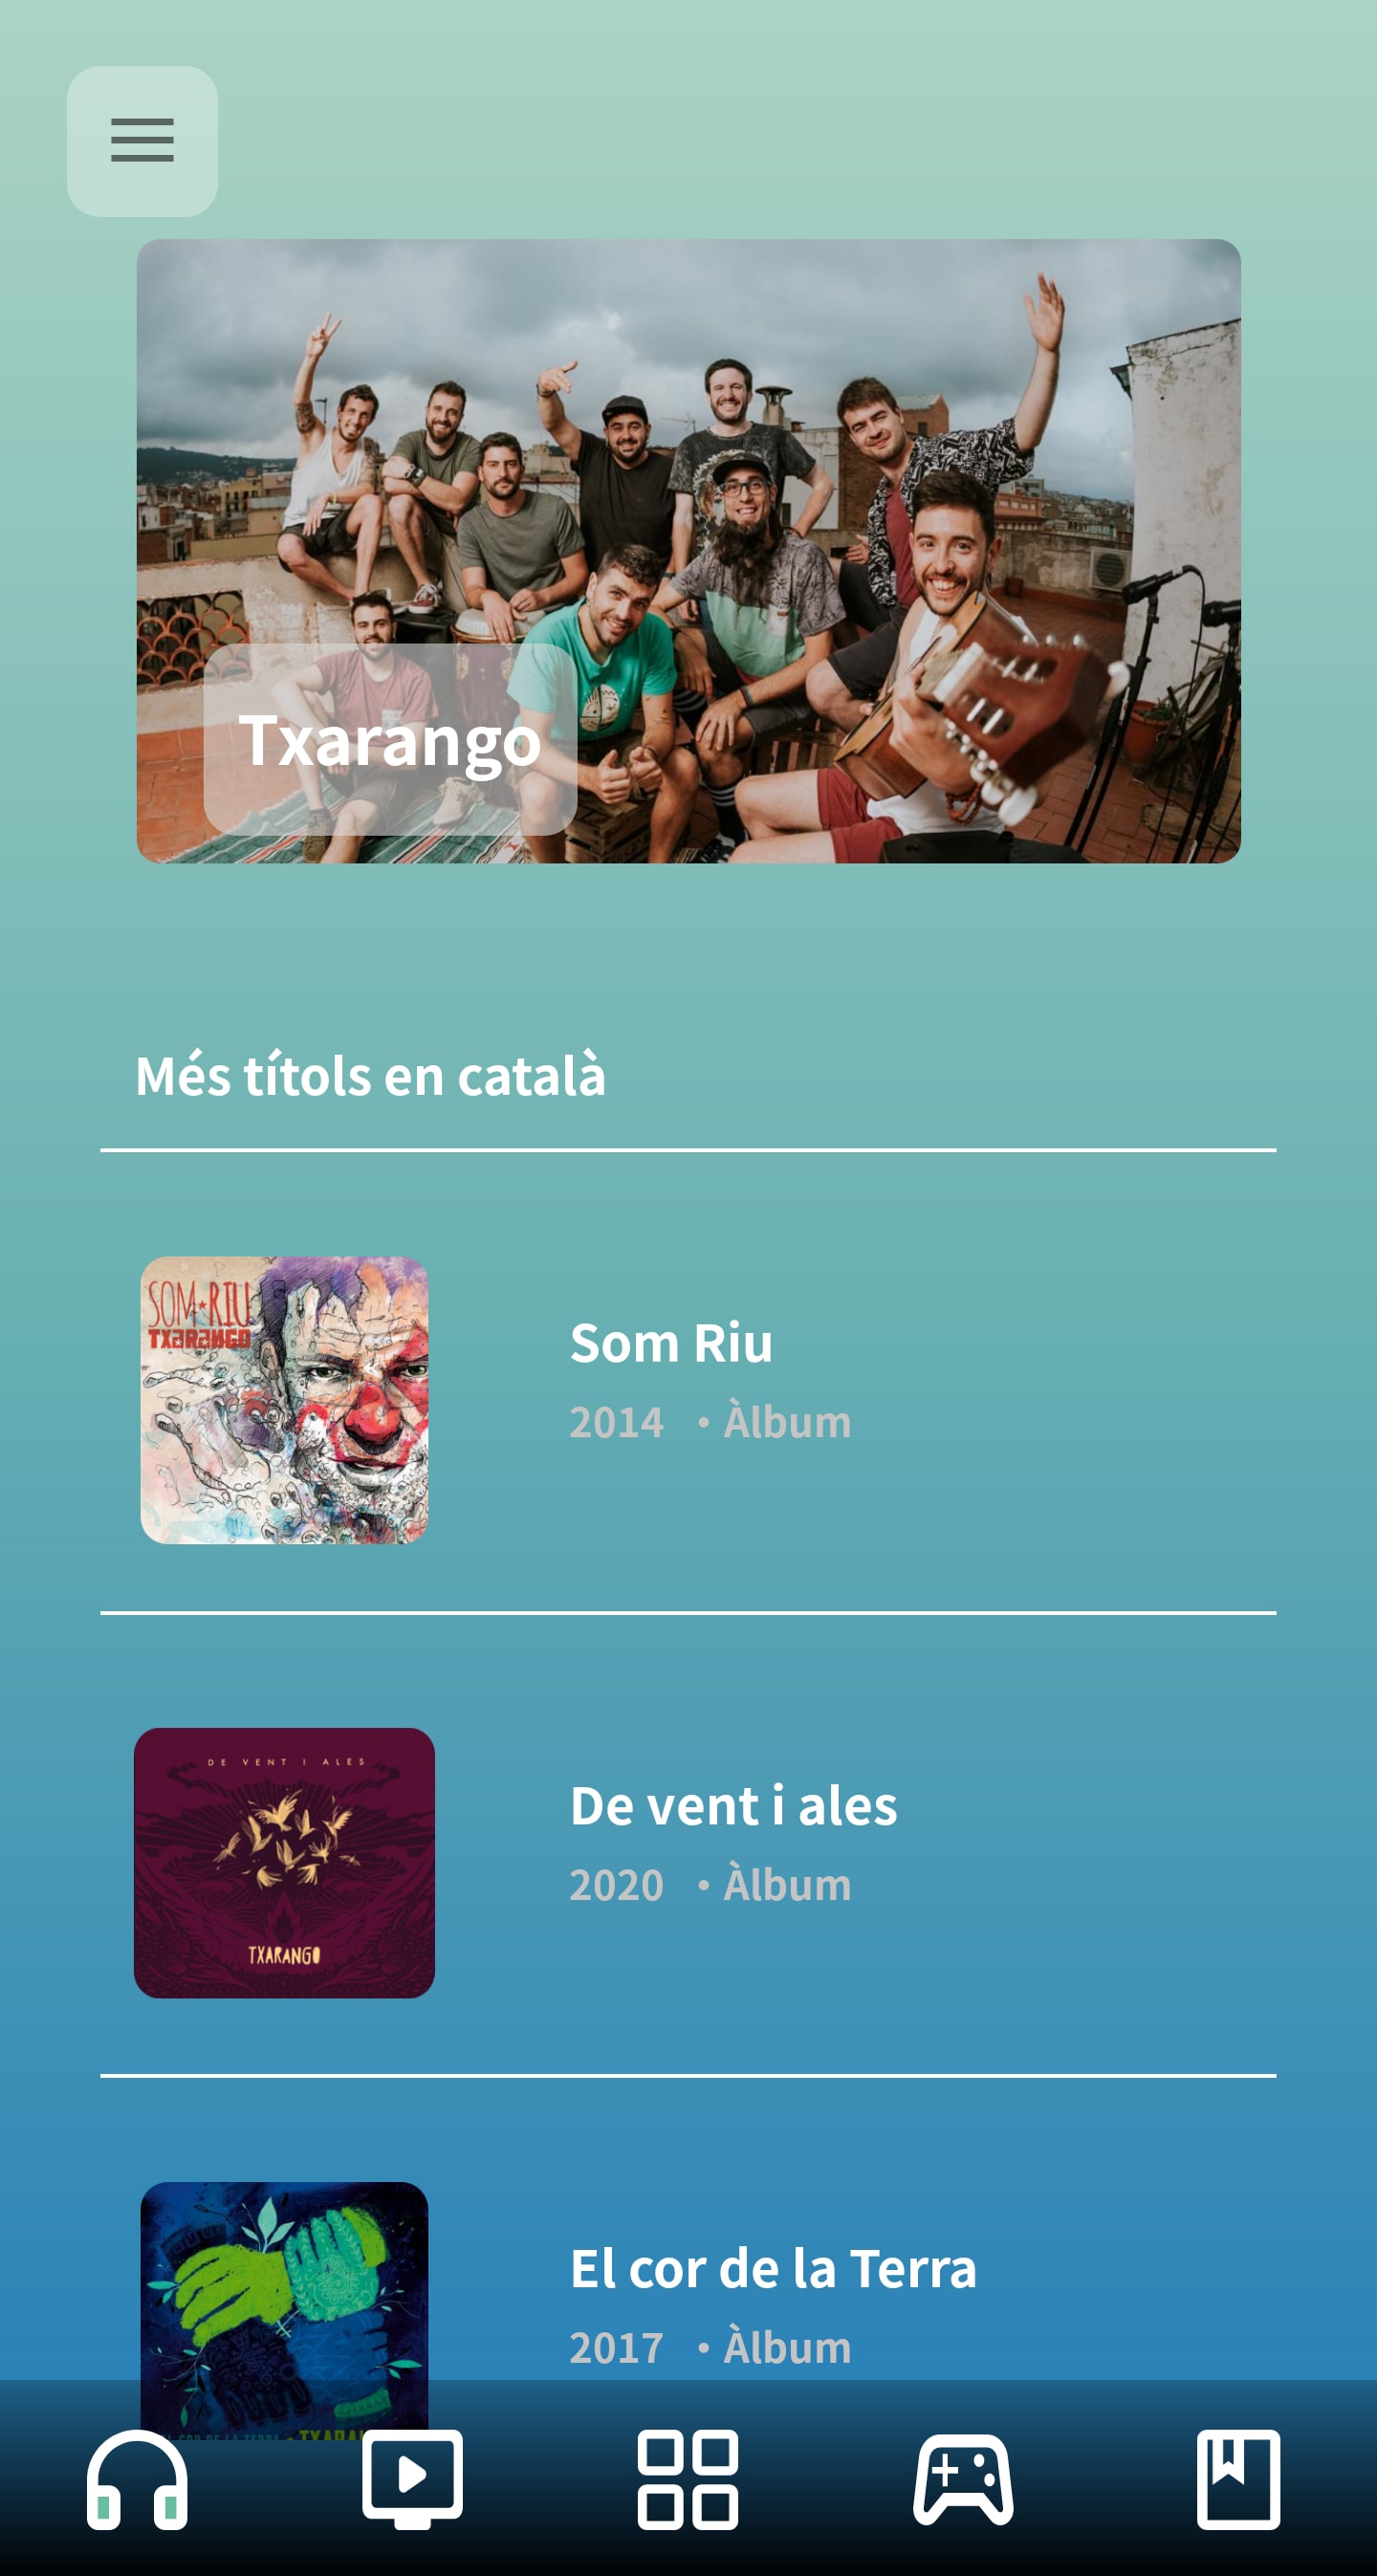 Txarango
Més títols en català
SOM★RIU
TXARANGO
Som Riu
2014 • Àlbum
DE VENT I ALES
TXARANGO
De vent i ales
2020 • Àlbum
El cor de la Terra
2017 • Àlbum